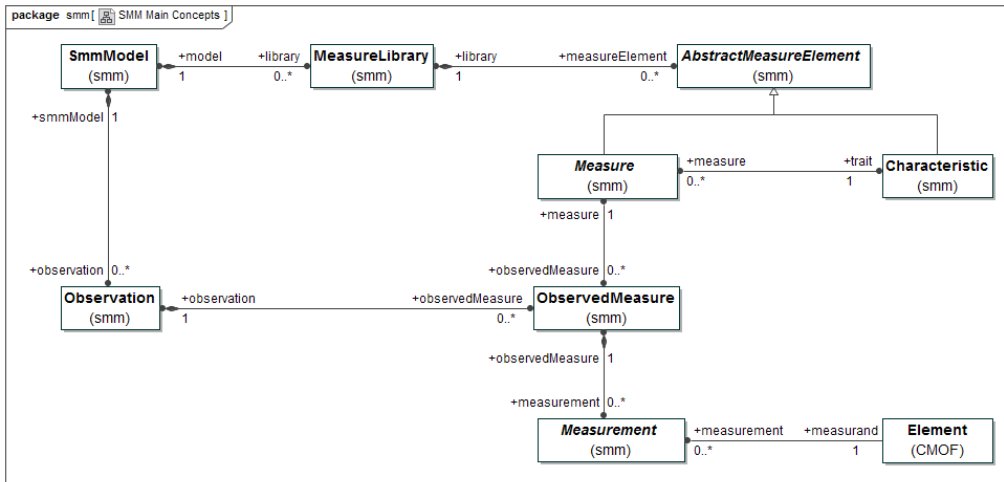 package smm[ SMM Main Concepts ]
SmmModel
(smm)
+model
1
+library
0..*
MeasureLibrary
(smm)
+library
1
+measureElement
0..*
AbstractMeasureElement
(smm)
+smmModel
1
Measure
(smm)
+measure
0..*
+trait
1
Characteristic
(smm)
+measure
1
+observation
0..*
+observedMeasure
0..*
Observation
(smm)
+observation
1
+observedMeasure
0..*
ObservedMeasure
(smm)
+observedMeasure
1
+measurement
0..*
Measurement
(smm)
+measurement
0..*
+measurand
1
Element
(CMOF)